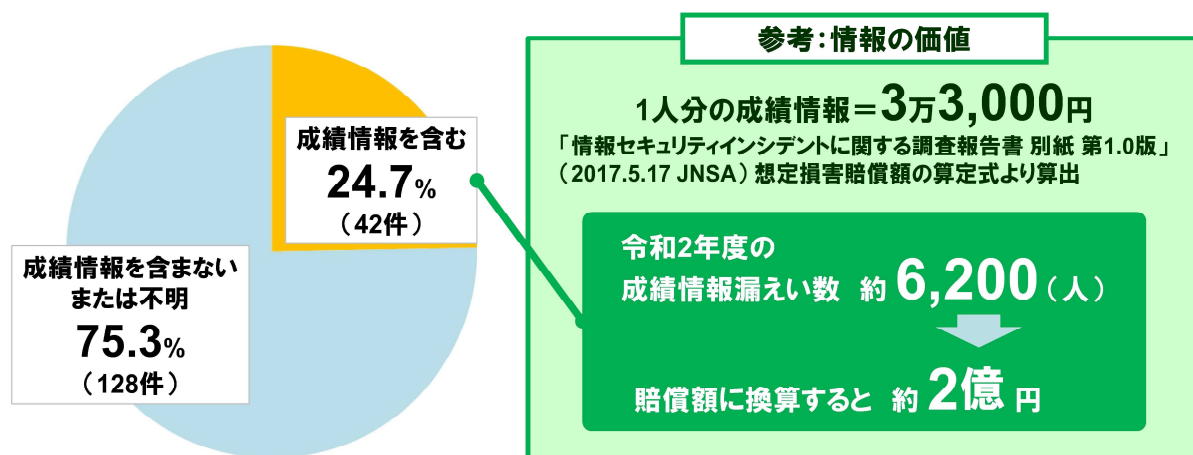 成績情報を含む
24.7%
（42件）
成績情報を含まない
または不明
75.3%
（128件）
参考：情報の価値
1人分の成績情報＝3万3,000円
「情報セキュリティインシデントに関する調査報告書 別紙 第1.0版」
（2017.5.17 JNSA）想定損害賠償額の算定式より算出
令和2年度の
成績情報漏えい数 約 6,200（人）
賠償額に換算すると 約 2億 円